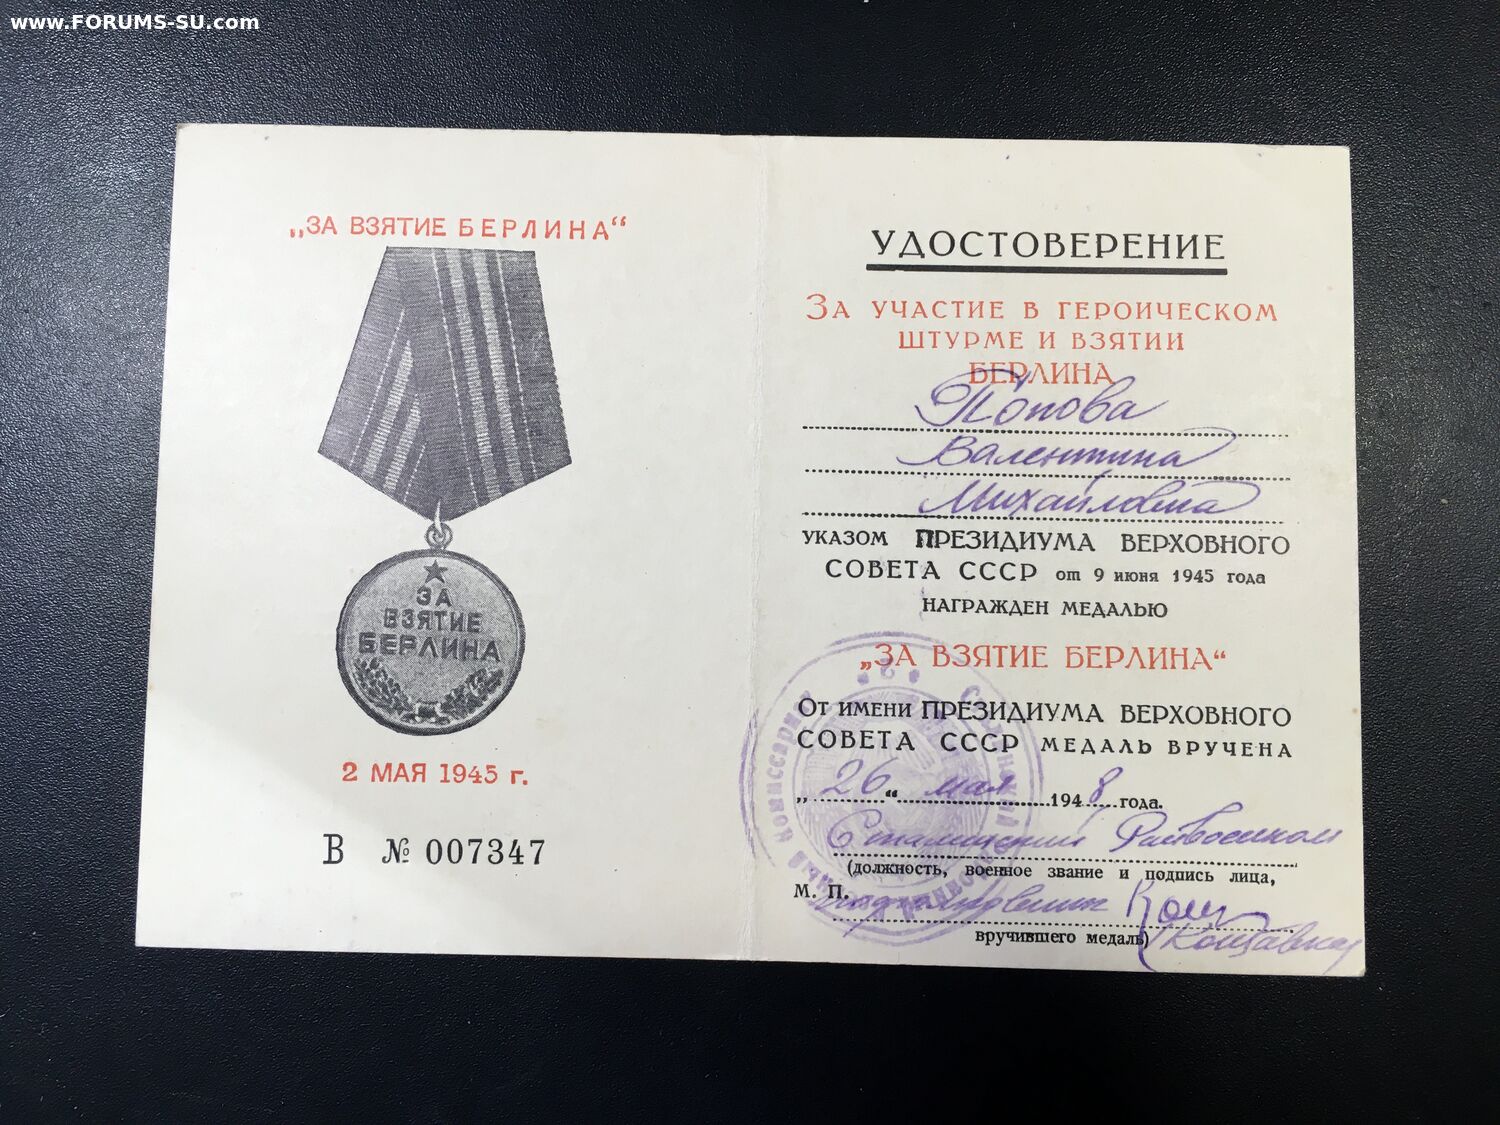 www.FORUMS-SU.com
„ЗА ВЗЯТИЕ БЕРЛИНА“
ЗА
ВЗЯТИЕ
БЕРЛИНА
2 МАЯ 1945 г.
В № 007347
УДОСТОВЕРЕНИЕ
ЗА УЧАСТИЕ В ГЕРОИЧЕСКОМ
ШТУРМЕ И ВЗЯТИИ
БЕРЛИНА
Попова
Валентина
Михайловна
УКАЗОМ ПРЕЗИДИУМА ВЕРХОВНОГО
СОВЕТА СССР от 9 июня 1945 года
НАГРАЖДЕН МЕДАЛЬЮ
„ЗА ВЗЯТИЕ БЕРЛИНА“
ОТ ИМЕНИ ПРЕЗИДИУМА ВЕРХОВНОГО
СОВЕТА СССР МЕДАЛЬ ВРУЧЕНА
„26“ мая 1948 года.
Сталинский Райвоенком
(должность, военное звание и подпись лица,
М. П.
вручившего медаль)